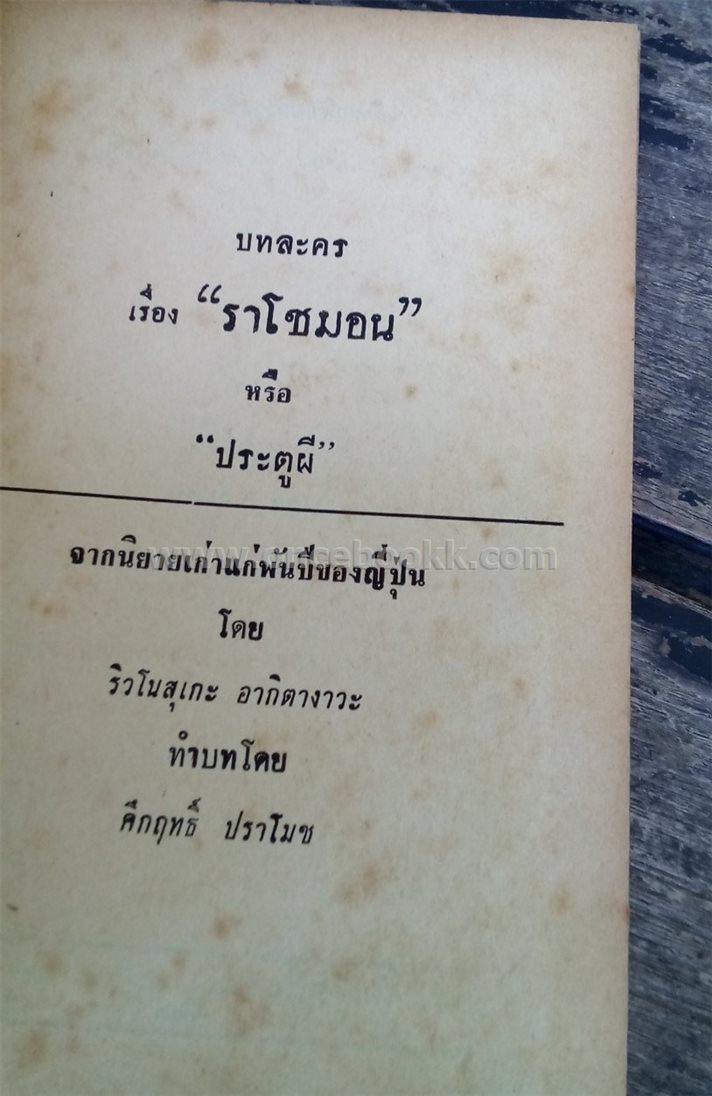 บทละคร
เรื่อง “ราโชมอน”
หรือ
“ประตูผี”
จากนิยายเก่าแก่พันปีของญี่ปุ่น
โดย
ริวโนสุเกะ อากิตางาวะ
ทำบทโดย
คึกฤทธิ์ ปราโมช